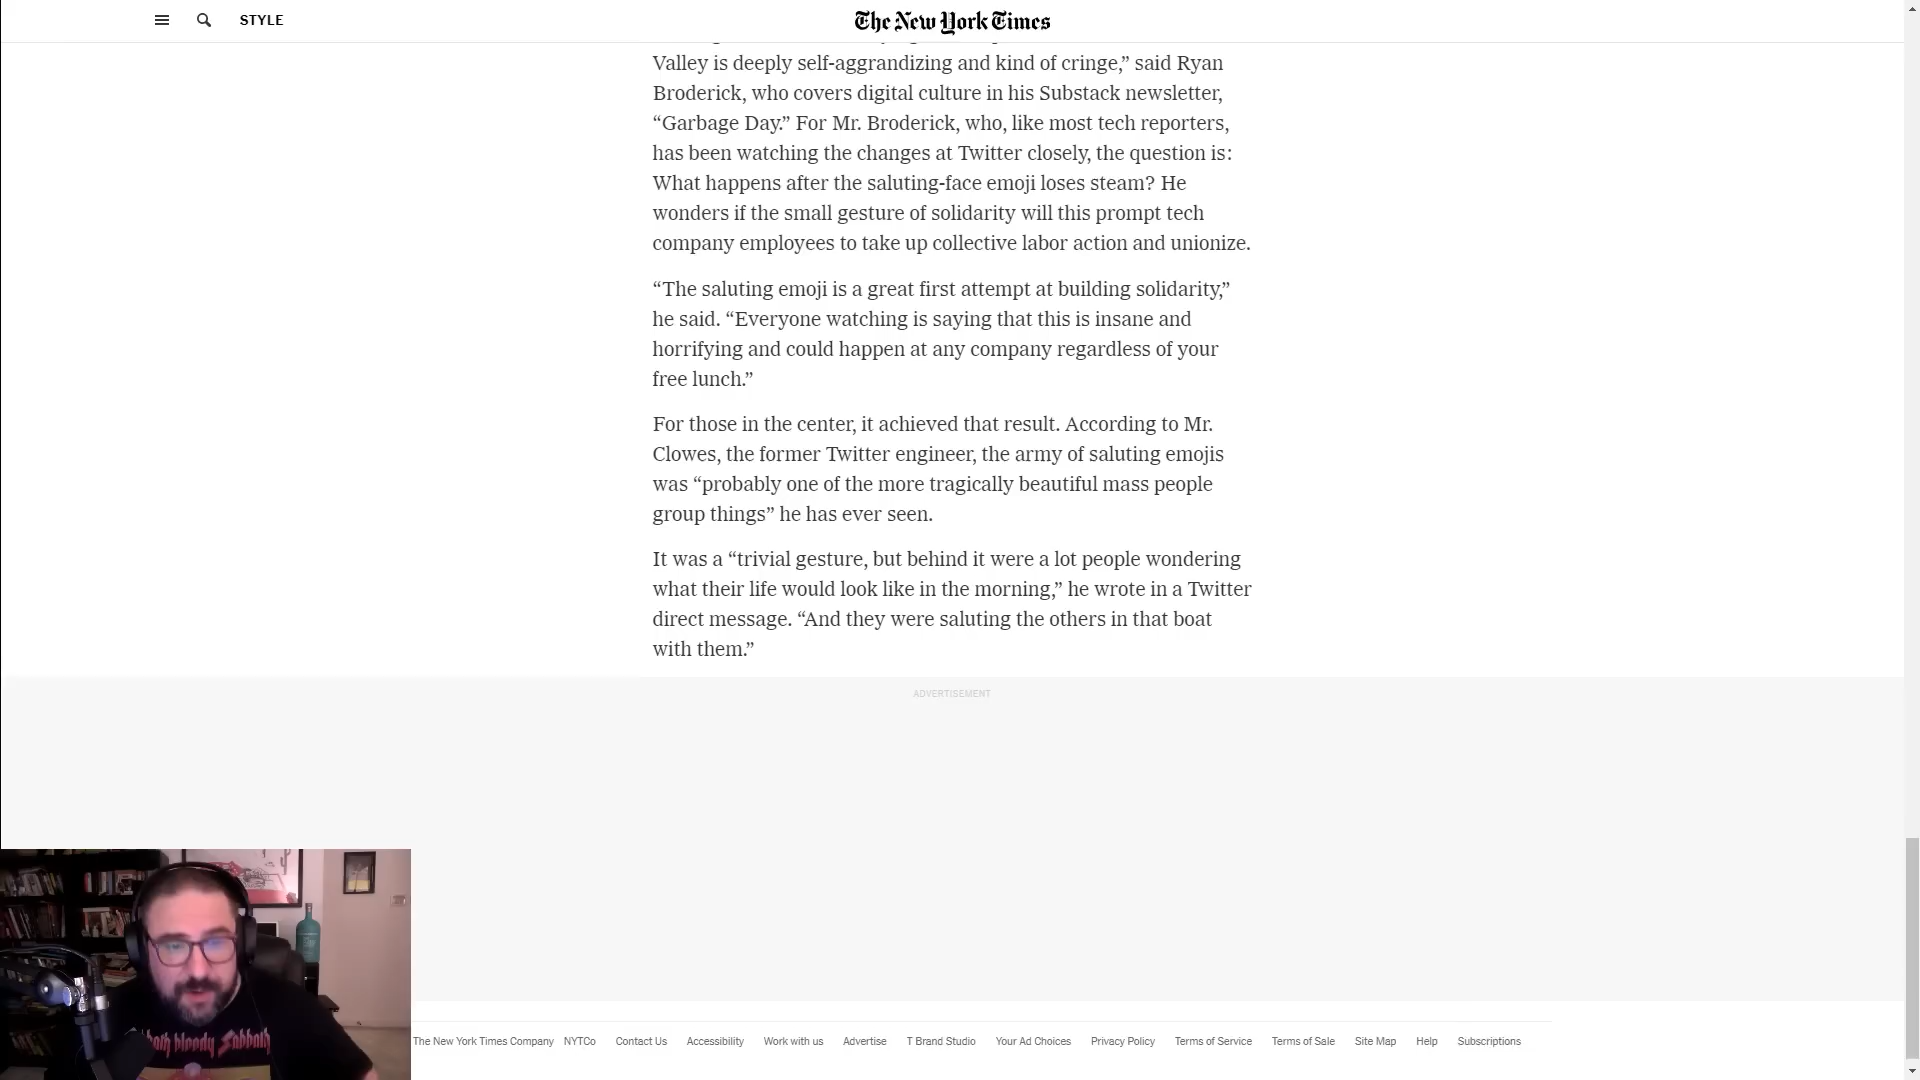 STYLE
The New York Times
Valley is deeply self-aggrandizing and kind of cringe,” said Ryan
Broderick, who covers digital culture in his Substack newsletter,
“Garbage Day.” For Mr. Broderick, who, like most tech reporters,
has been watching the changes at Twitter closely, the question is:
What happens after the saluting-face emoji loses steam? He
wonders if the small gesture of solidarity will this prompt tech
company employees to take up collective labor action and unionize.
“The saluting emoji is a great first attempt at building solidarity,”
he said. “Everyone watching is saying that this is insane and
horrifying and could happen at any company regardless of your
free lunch.”
For those in the center, it achieved that result. According to Mr.
Clowes, the former Twitter engineer, the army of saluting emojis
was “probably one of the more tragically beautiful mass people
group things” he has ever seen.
It was a “trivial gesture, but behind it were a lot people wondering
what their life would look like in the morning,” he wrote in a Twitter
direct message. “And they were saluting the others in that boat
with them.”
ADVERTISEMENT
bloody Sabbath
The New York Times Company NYTCo Contact Us Accessibility Work with us Advertise T Brand Studio Your Ad Choices Privacy Policy Terms of Service Terms of Sale Site Map Help Subscriptions